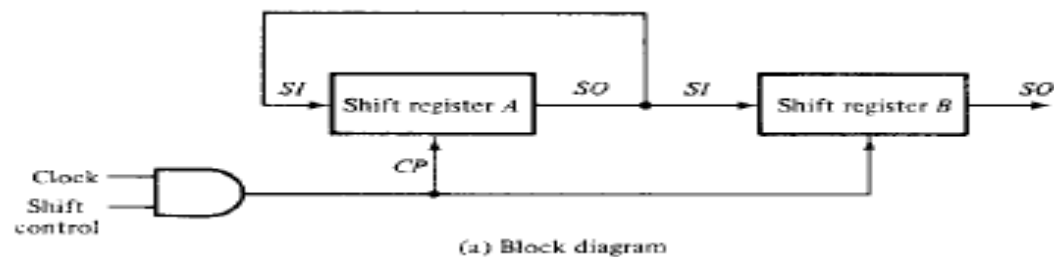 SI Shift register A SO SI Shift register B SO
CP
Clock
Shift
control
(a) Block diagram